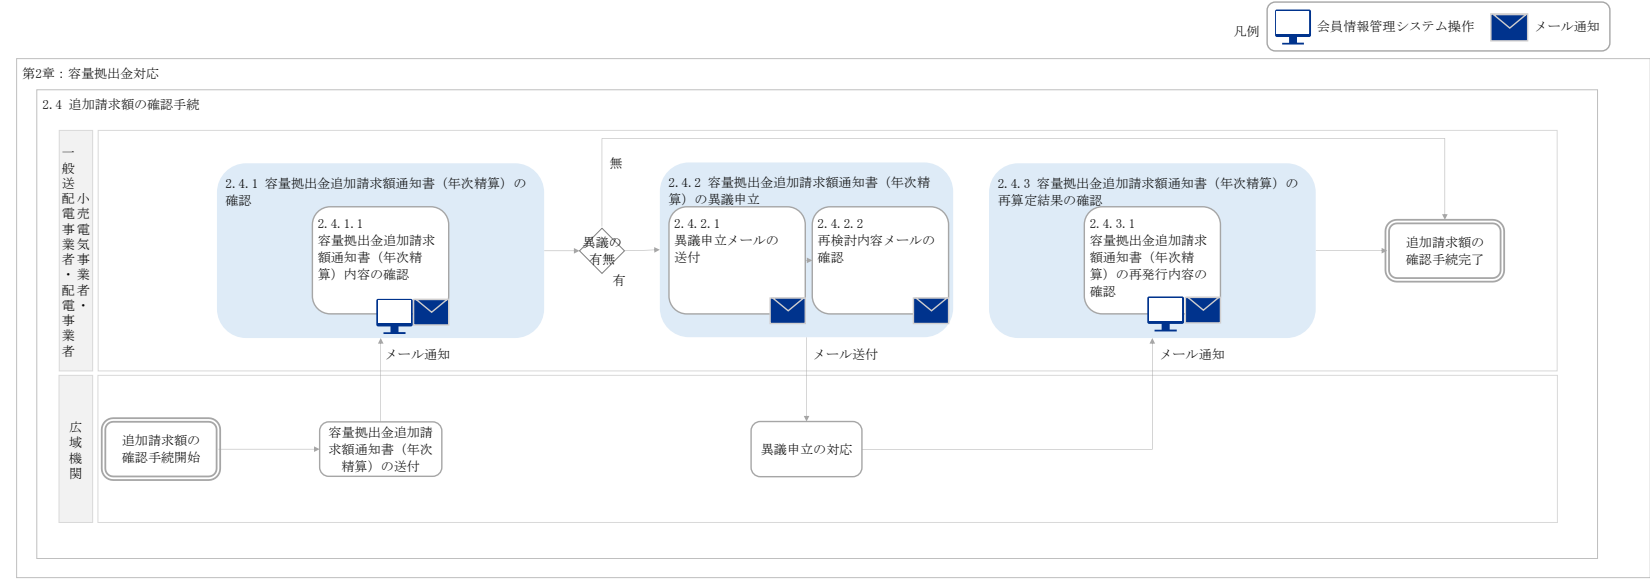 凡例
会員情報管理システム操作
メール通知
第2章：容量拠出金対応
2.4 追加請求額の確認手続
小売電気事業者・
一般送配電事業者・配電事業者
2.4.1 容量拠出金追加請求額通知書（年次精算）の
確認
2.4.1.1
容量拠出金追加請求
額通知書（年次精
算）内容の確認
異議の
有無
無
有
2.4.2 容量拠出金追加請求額通知書（年次精
算）の異議申立
2.4.2.1
異議申立メールの
送付
2.4.2.2
再検討内容メールの
確認
2.4.3 容量拠出金追加請求額通知書（年次精算）の
再算定結果の確認
2.4.3.1
容量拠出金追加請求
額通知書（年次精
算）の再発行内容の
確認
追加請求額の
確認手続完了
メール通知
メール送付
メール通知
広域機関
追加請求額の
確認手続開始
容量拠出金追加請
求額通知書（年次
精算）の送付
異議申立の対応